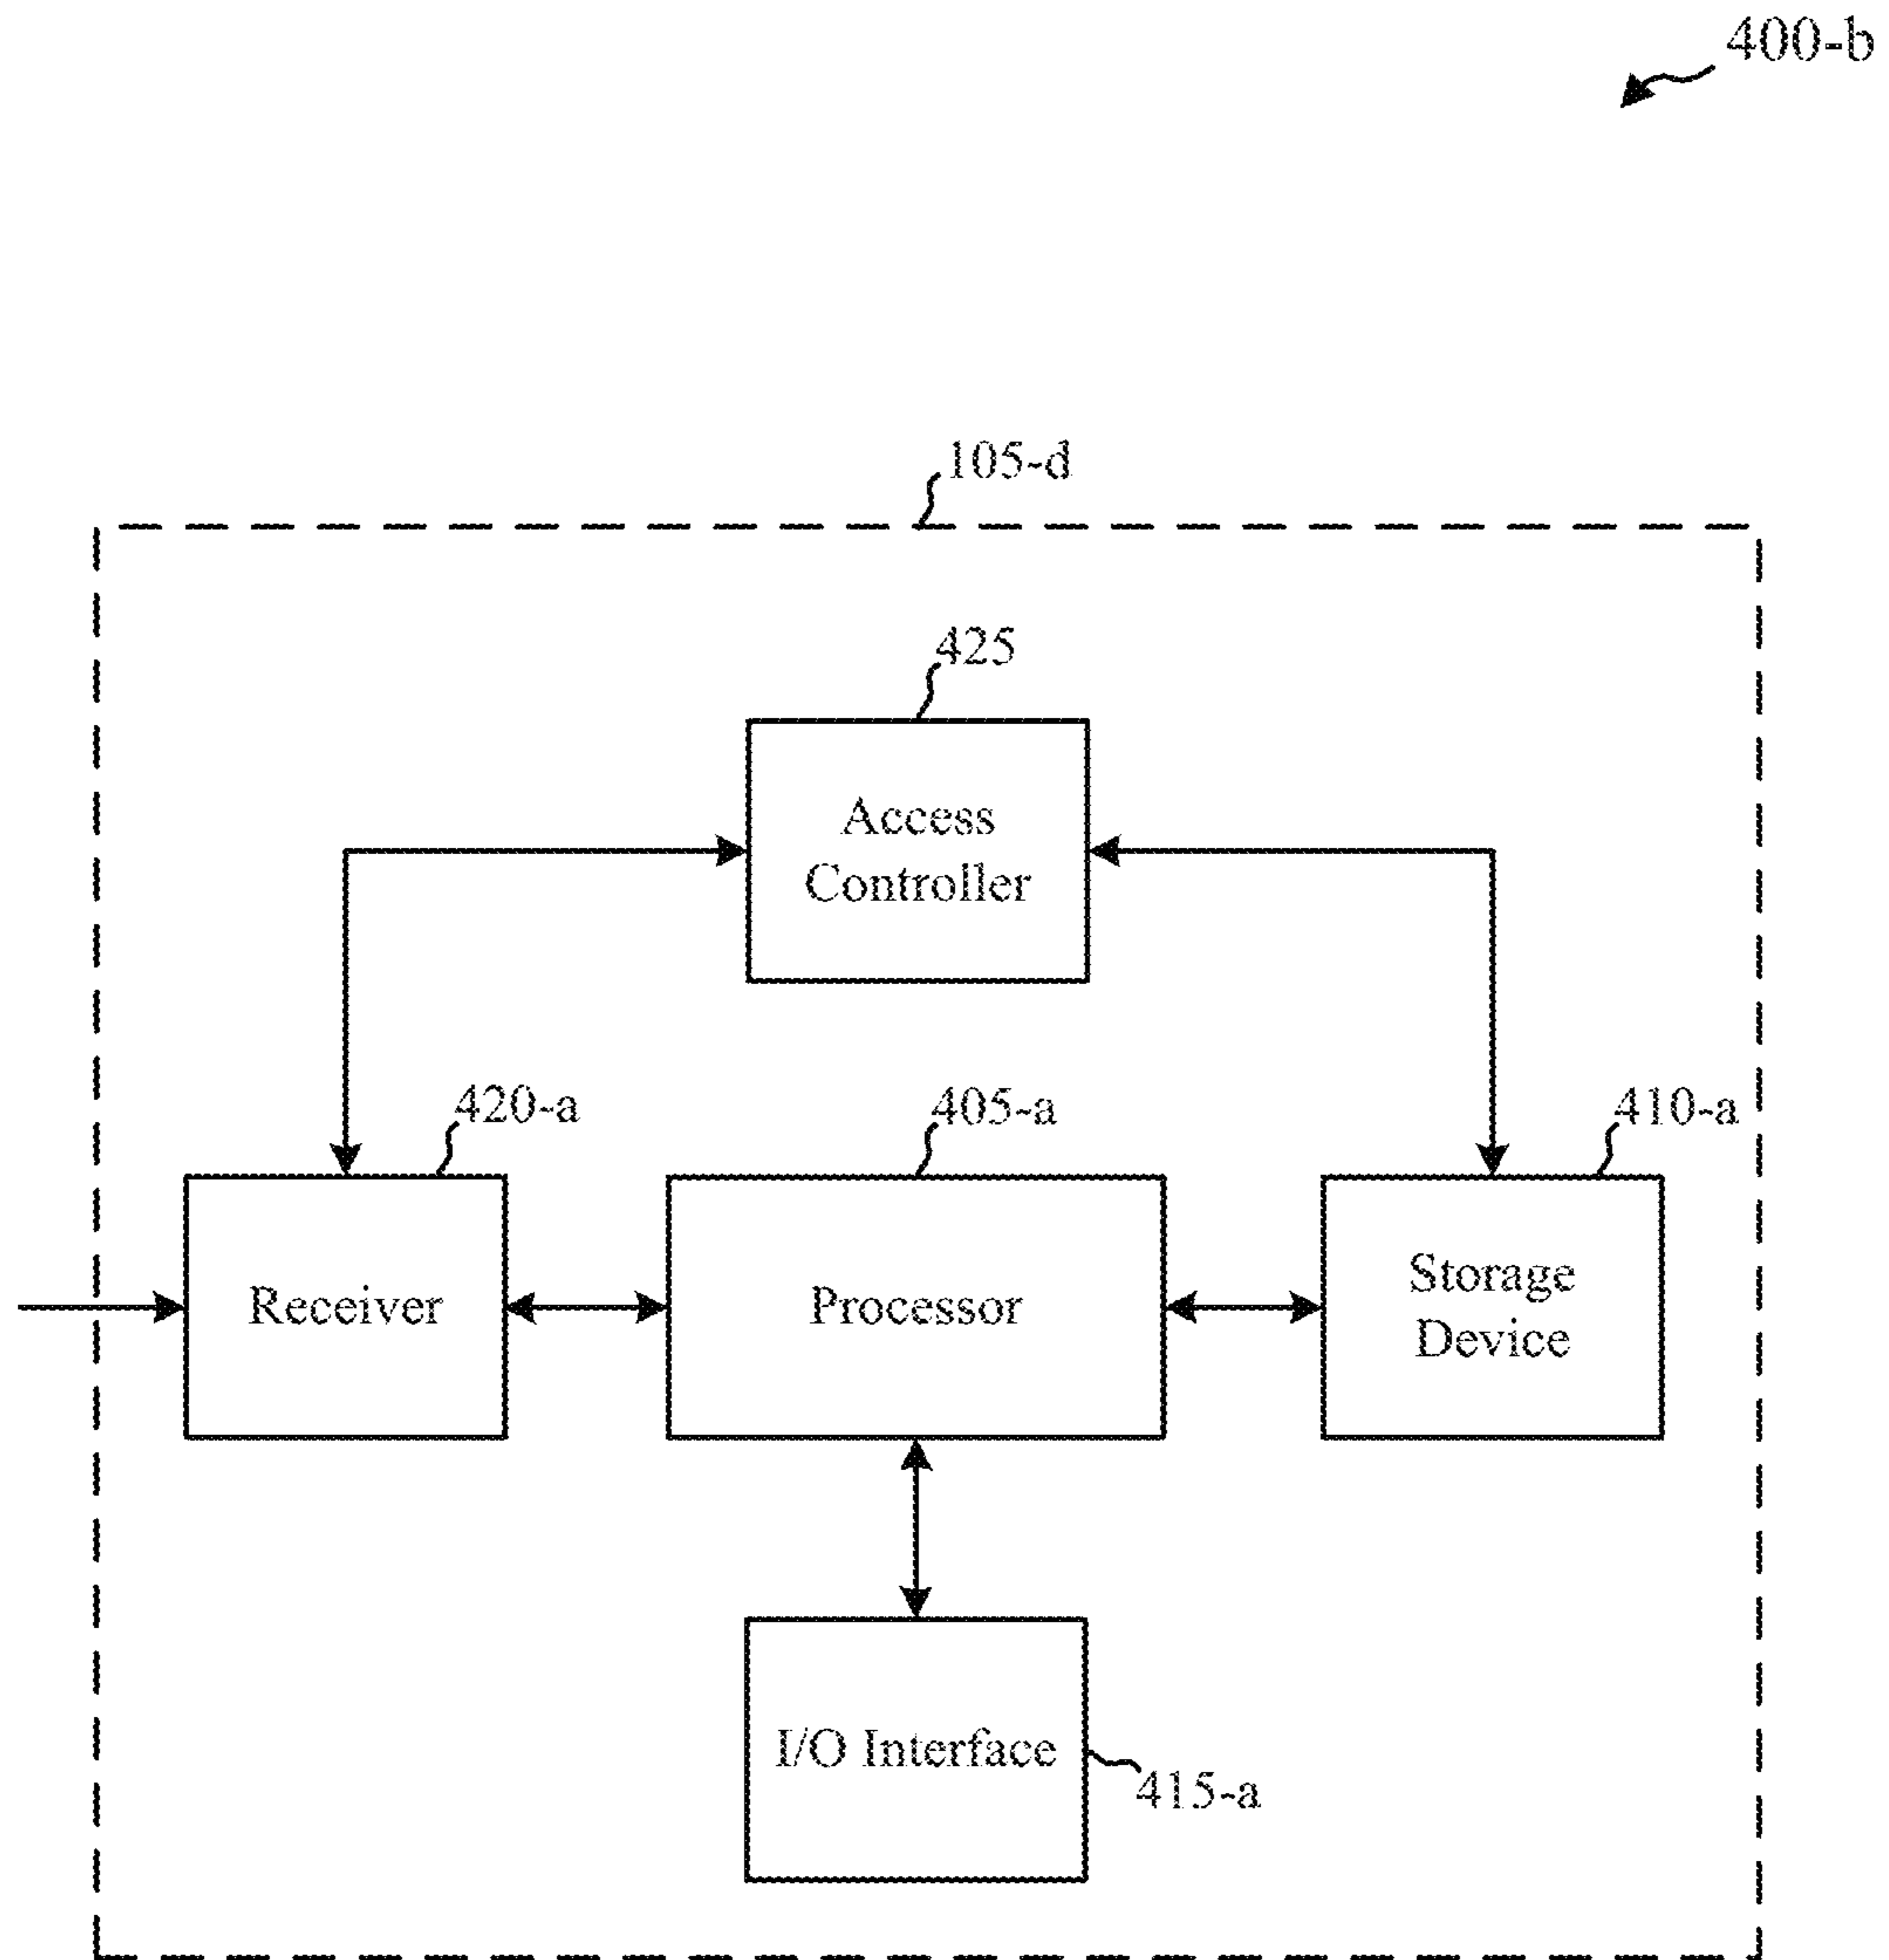 400-b
105-d
425
Access
Controller
420-a
405-a
410-a
Receiver
Processor
Storage
Device
I/O Interface
415-a